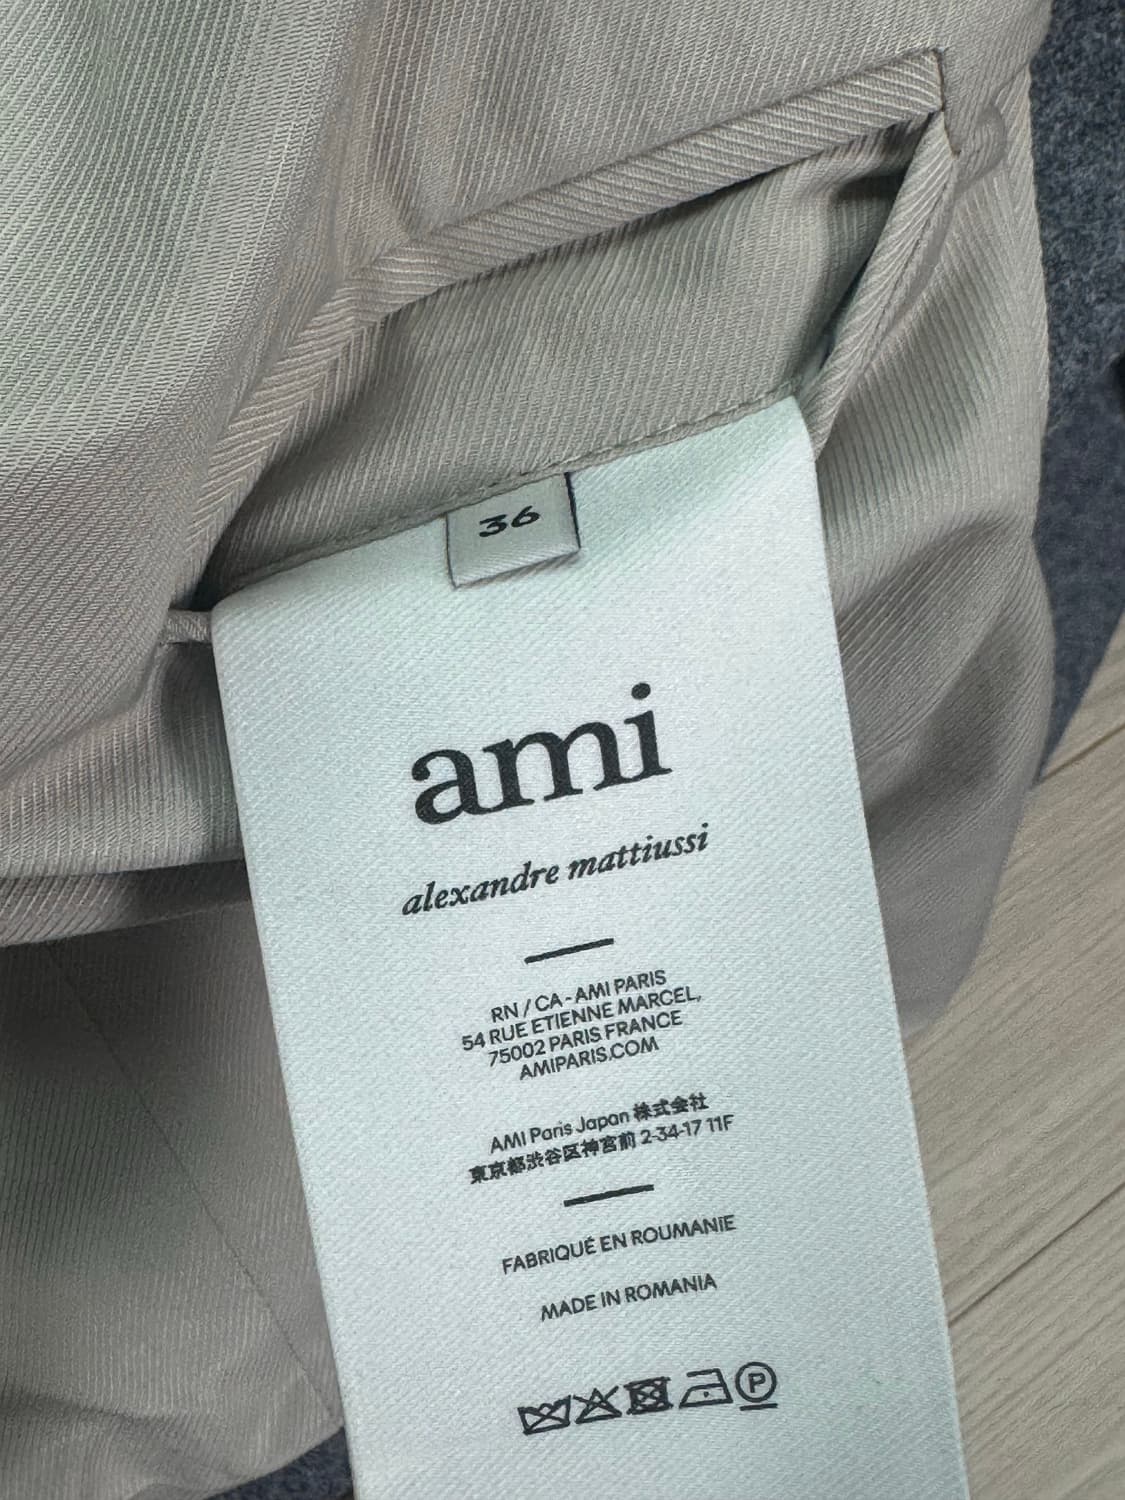 36
ami
alexandre mattiussi
RN / CA - AMI PARIS
54 RUE ETIENNE MARCEL,
75002 PARIS FRANCE
AMIPARIS.COM
AMI Paris Japan 株式会社
東京都渋谷区神宮前 2-34-17 11F
FABRIQUÉ EN ROUMANIE
MADE IN ROMANIA
P